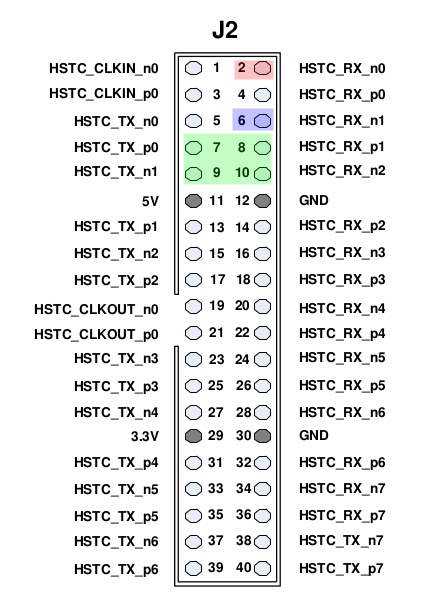 J2
HSTC_CLKIN_n0 1 2 HSTC_RX_n0
HSTC_CLKIN_p0 3 4 HSTC_RX_p0
HSTC_TX_n0 5 6 HSTC_RX_n1
HSTC_TX_p0 7 8 HSTC_RX_p1
HSTC_TX_n1 9 10 HSTC_RX_n2
5V 11 12 GND
HSTC_TX_p1 13 14 HSTC_RX_p2
HSTC_TX_n2 15 16 HSTC_RX_n3
HSTC_TX_p2 17 18 HSTC_RX_p3
HSTC_CLKOUT_n0 19 20 HSTC_RX_n4
HSTC_CLKOUT_p0 21 22 HSTC_RX_p4
HSTC_TX_n3 23 24 HSTC_RX_n5
HSTC_TX_p3 25 26 HSTC_RX_p5
HSTC_TX_n4 27 28 HSTC_RX_n6
3.3V 29 30 GND
HSTC_TX_p4 31 32 HSTC_RX_p6
HSTC_TX_n5 33 34 HSTC_RX_n7
HSTC_TX_p5 35 36 HSTC_RX_p7
HSTC_TX_n6 37 38 HSTC_TX_n7
HSTC_TX_p6 39 40 HSTC_TX_p7